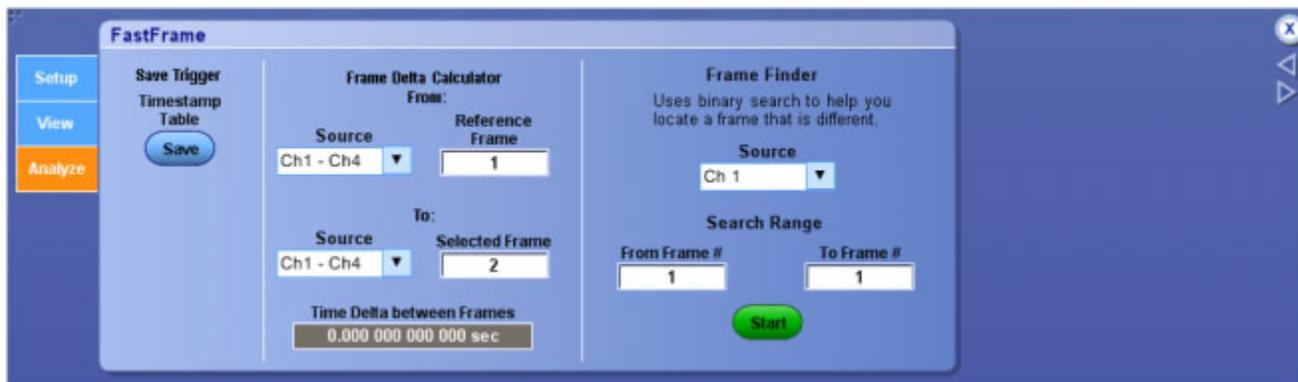 FastFrame
X
Setup
View
Analyze
Save Trigger
Timestamp
Table
Save
Frame Delta Calculator
From:
Source
Reference
Frame
Ch1 - Ch4
1
To:
Source
Selected Frame
Ch1 - Ch4
2
Time Delta between Frames
0.000 000 000 000 sec
Frame Finder
Uses binary search to help you
locate a frame that is different.
Source
Ch 1
Search Range
From Frame #
To Frame #
1
1
Start